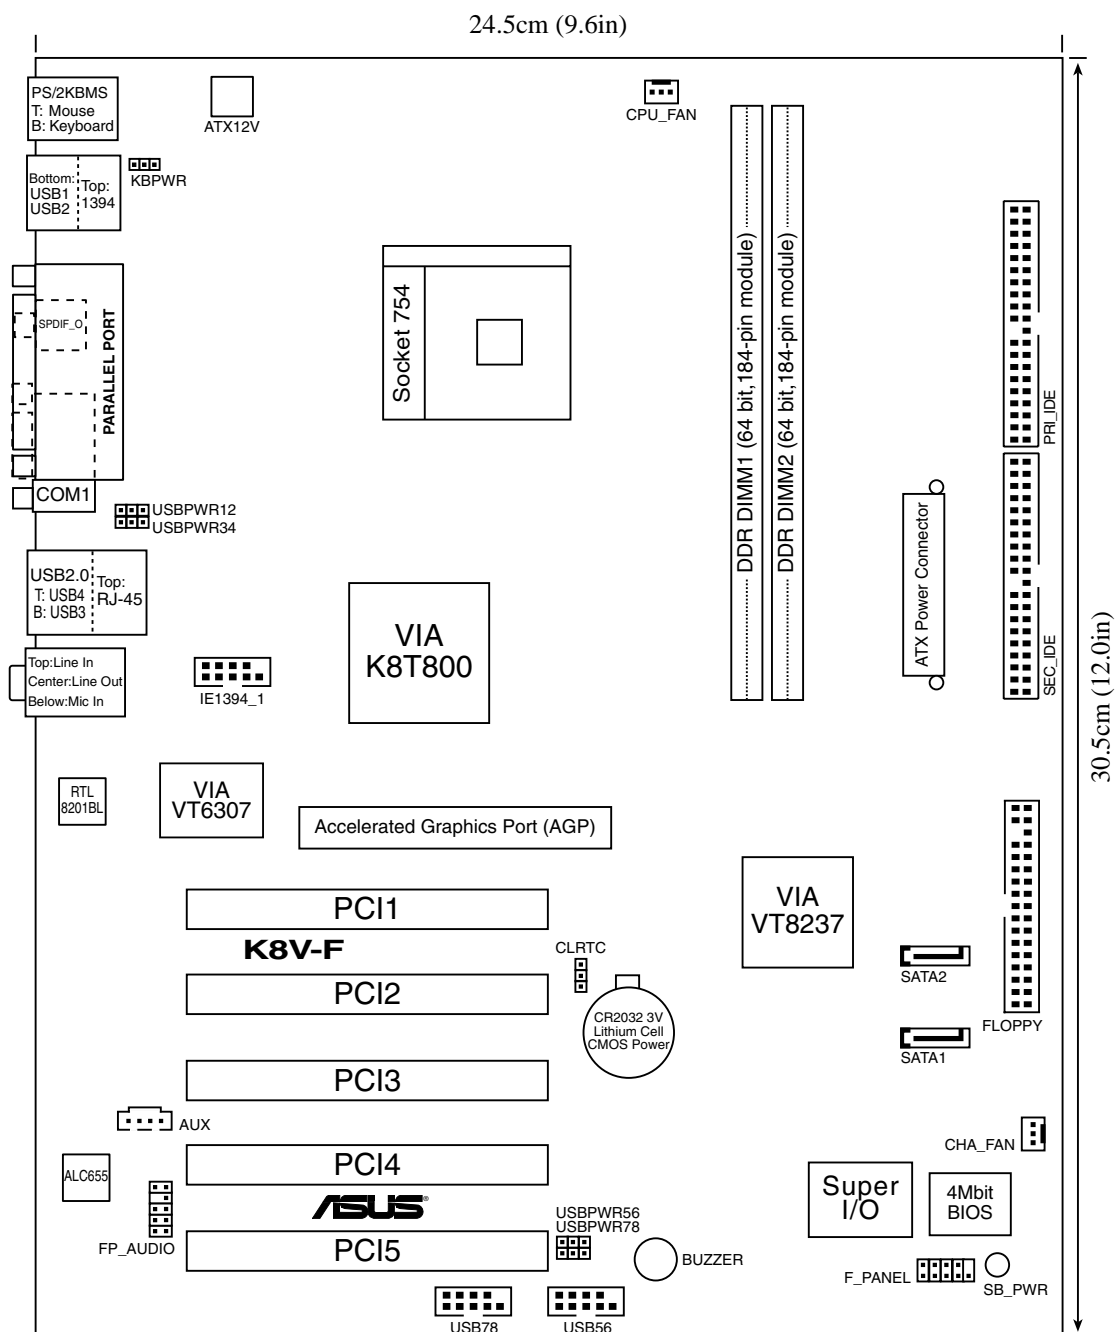 24.5cm (9.6in)
PS/2KBMS
T: Mouse
B: Keyboard
ATX12V
CPU_FAN
KBPWR
Bottom:
USB1
USB2
Top:
1394
SPDIF_O
PARALLEL PORT
COM1
Socket 754
DDR DIMM1 (64 bit,184-pin module)
DDR DIMM2 (64 bit,184-pin module)
PRI_IDE
SEC_IDE
ATX Power Connector
30.5cm (12.0in)
USBPWR12
USBPWR34
USB2.0
T: USB4
B: USB3
Top:
RJ-45
Top:Line In
Center:Line Out
Below:Mic In
IE1394_1
VIA
K8T800
RTL
8201BL
VIA
VT6307
Accelerated Graphics Port (AGP)
VIA
VT8237
PCI1
K8V-F
CLRTC
PCI2
CR2032 3V
Lithium Cell
CMOS Power
SATA2
FLOPPY
SATA1
PCI3
AUX
CHA_FAN
ALC655
PCI4
Super
I/O
4Mbit
BIOS
ASUS®
FP_AUDIO
USBPWR56
USBPWR78
PCI5
BUZZER
F_PANEL
SB_PWR
USB78
USB56